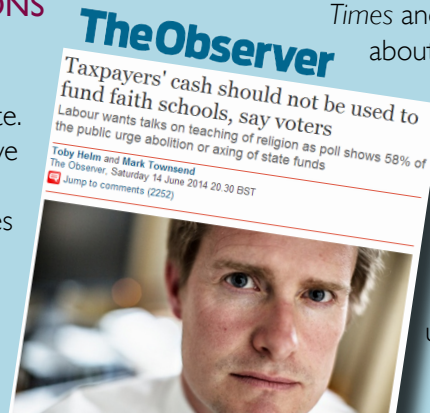 ONS
Times and
about
ce.
ve
es
u
TheObserver
Taxpayers' cash should not be used to
fund faith schools, say voters
Labour wants talks on teaching of religion as poll shows 58% of
the public urge abolition or axing of state funds
Toby Helm and Mark Townsend
The Observer, Saturday 14 June 2014 20.30 BST
Jump to comments (2252)